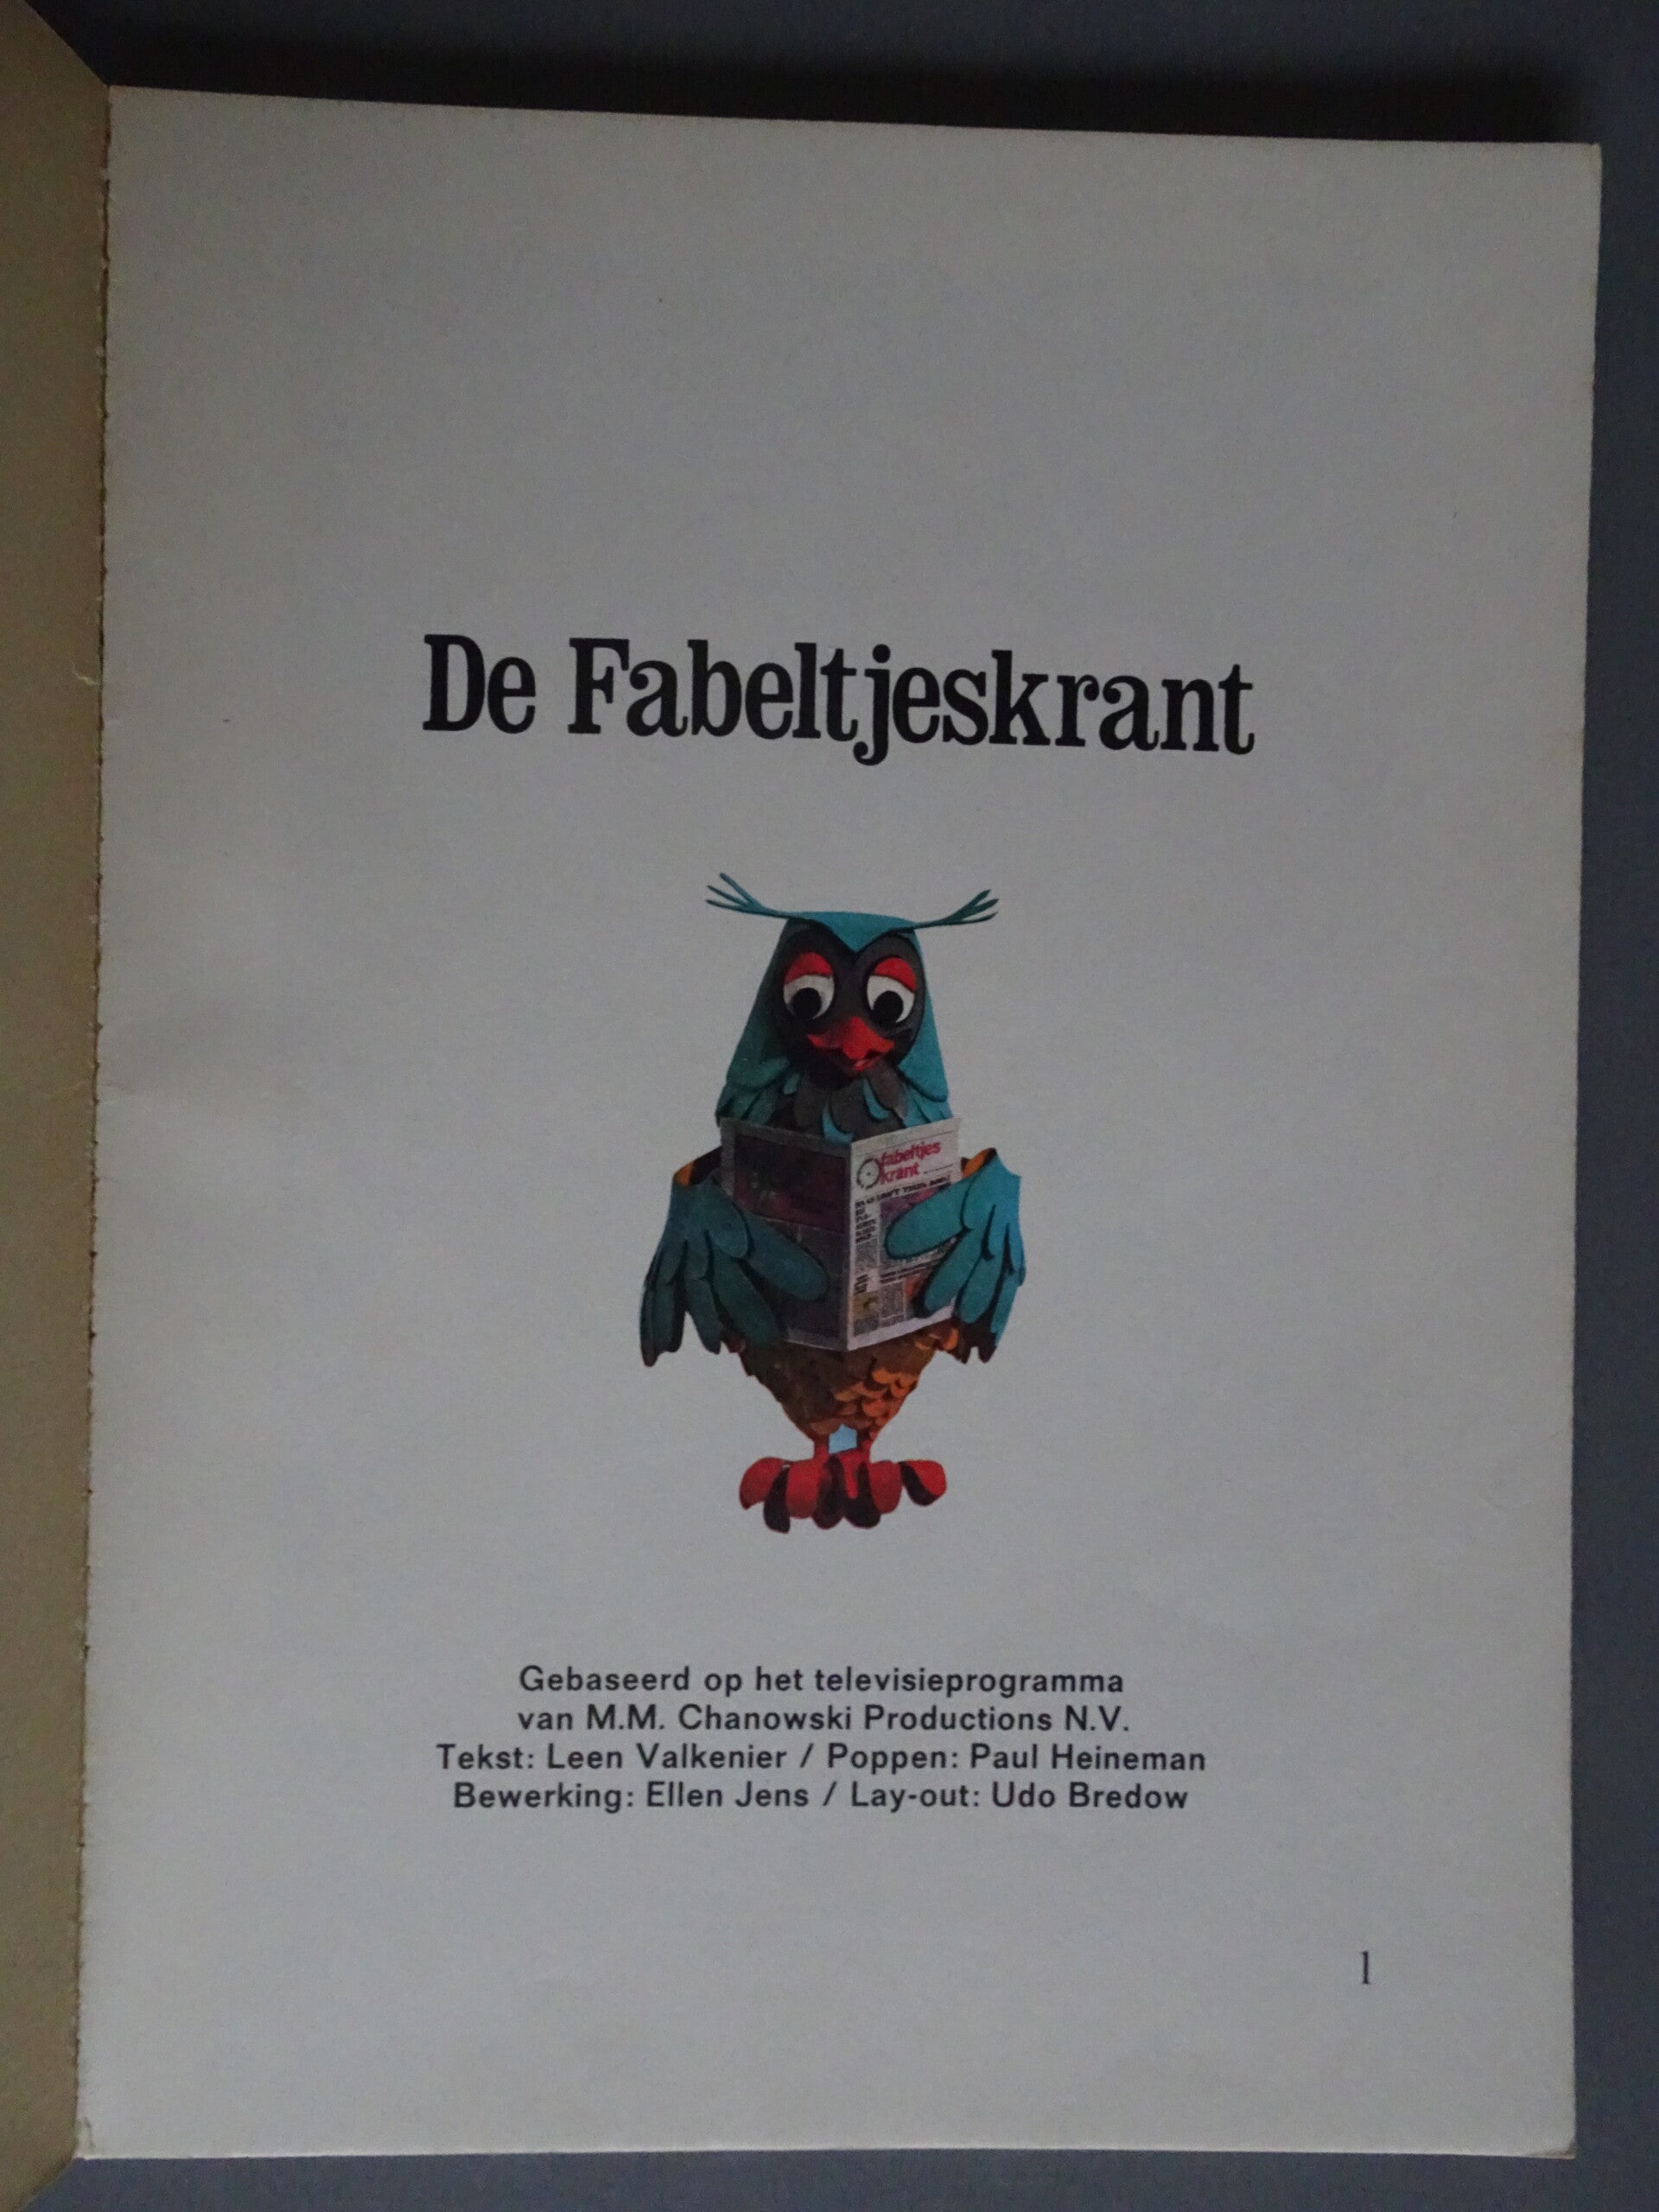 De Fabeltjeskrant
fabeltjes
krant
Gebaseerd op het televisieprogramma
van M.M. Chanowski Productions N.V.
Tekst: Leen Valkenier / Poppen: Paul Heineman
Bewerking: Ellen Jens / Lay-out: Udo Bredow
1